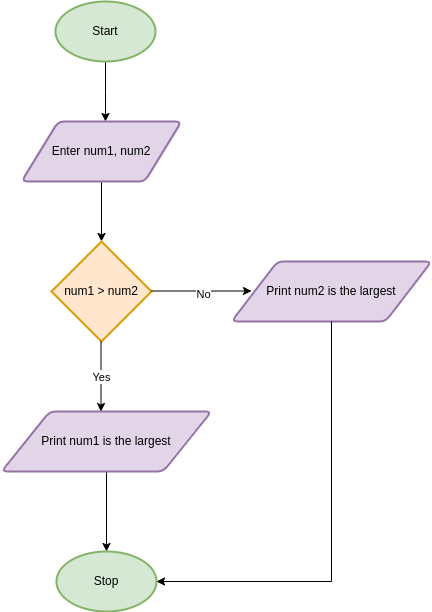 Start
Enter num1, num2
num1 > num2
No
Print num2 is the largest
Yes
Print num1 is the largest
Stop